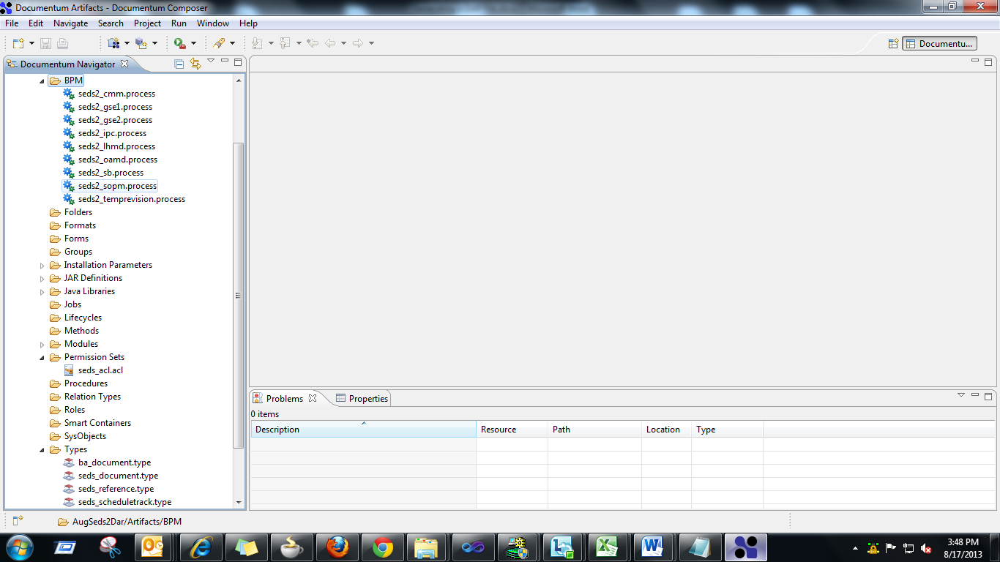 Documentum Artifacts - Documentum Composer
File Edit Navigate Search Project Run Window Help
Documentu...
Documentum Navigator
BPM
seds2_cmm.process
seds2_gse1.process
seds2_gse2.process
seds2_ipc.process
seds2_lhmd.process
seds2_oamd.process
seds2_sb.process
seds2_sopm.process
seds2_temprevision.process
Folders
Formats
Forms
Groups
Installation Parameters
JAR Definitions
Java Libraries
Jobs
Lifecycles
Methods
Modules
Permission Sets
seds_acl.acl
Procedures
Relation Types
Roles
Smart Containers
SysObjects
Types
ba_document.type
seds_document.type
seds_reference.type
seds_scheduletrack.type
Problems Properties
0 items
Description Resource Path Location Type
AugSeds2Dar/Artifacts/BPM
3:48 PM
8/17/2013